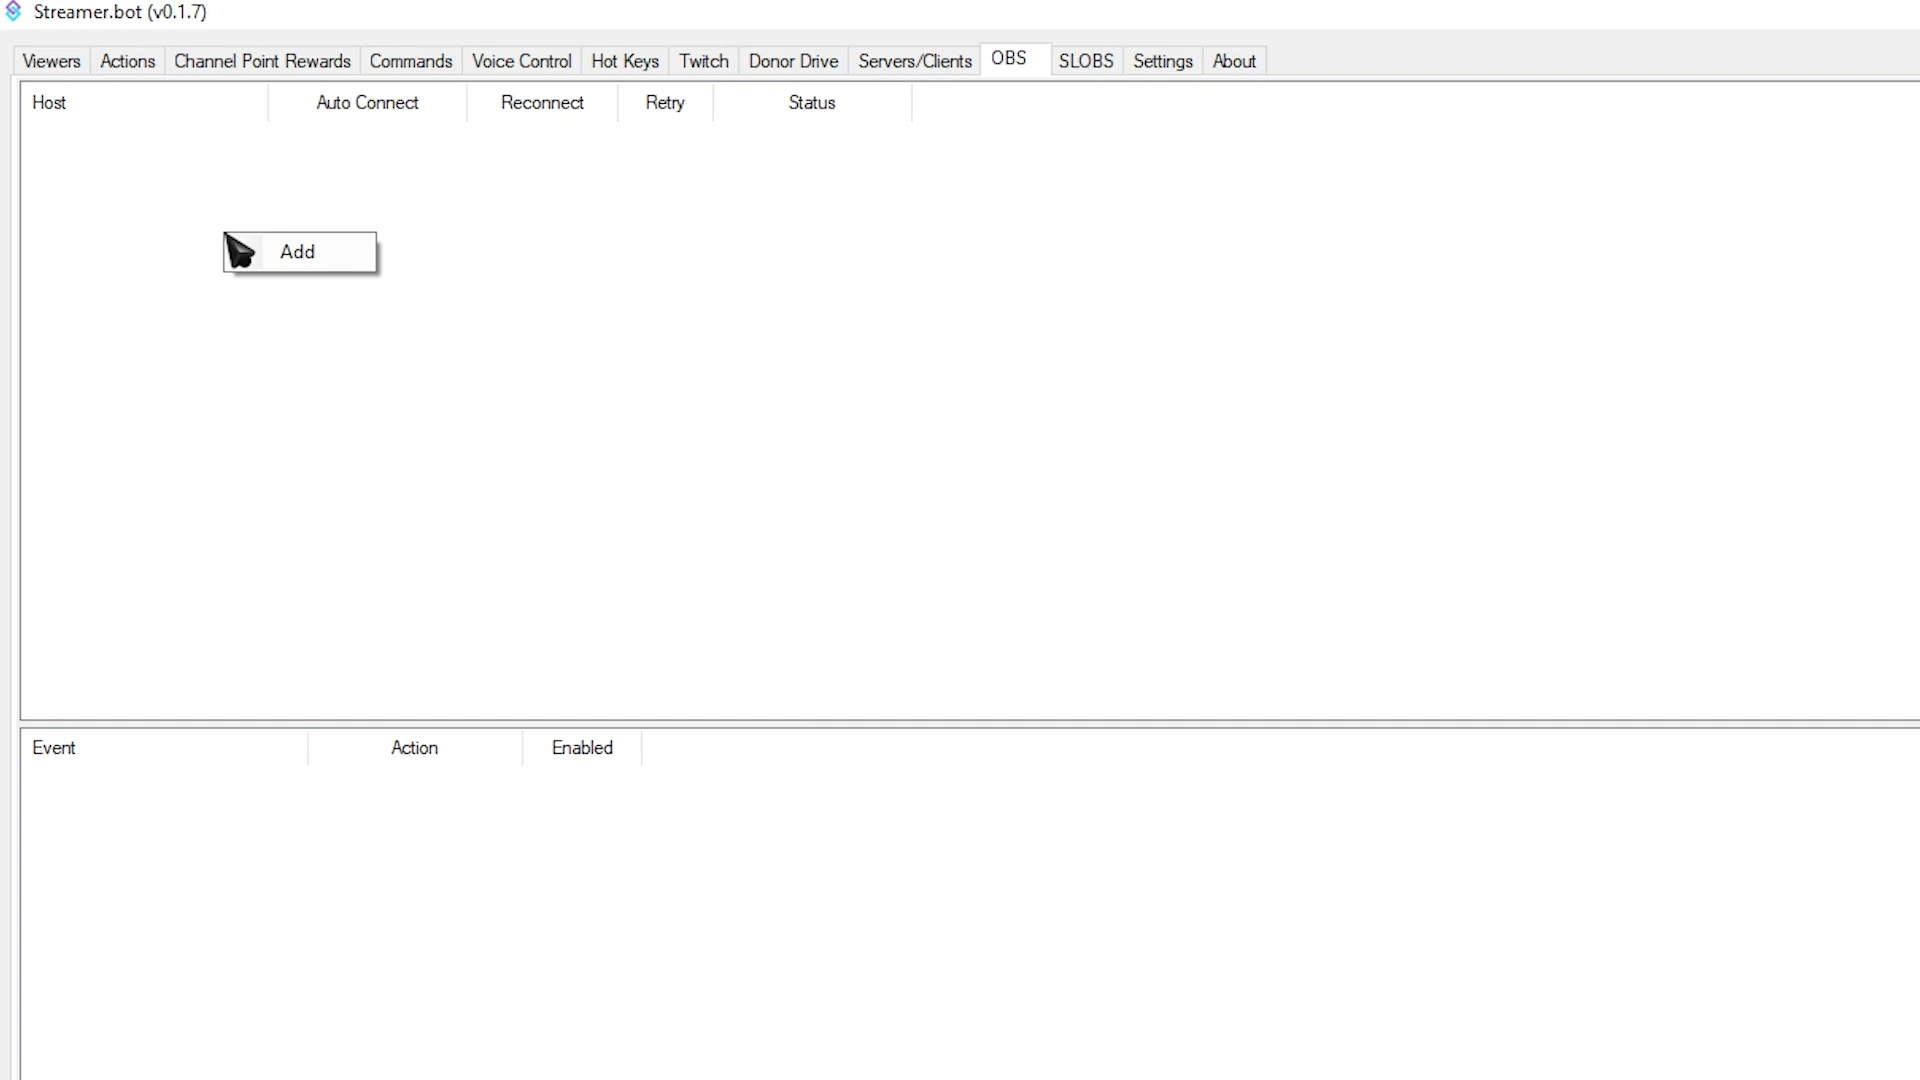 Streamer.bot (v0.1.7)
Viewers Actions Channel Point Rewards Commands Voice Control Hot Keys Twitch Donor Drive Servers/Clients OBS SLOBS Settings About
Host Auto Connect Reconnect Retry Status
Add
Event Action Enabled